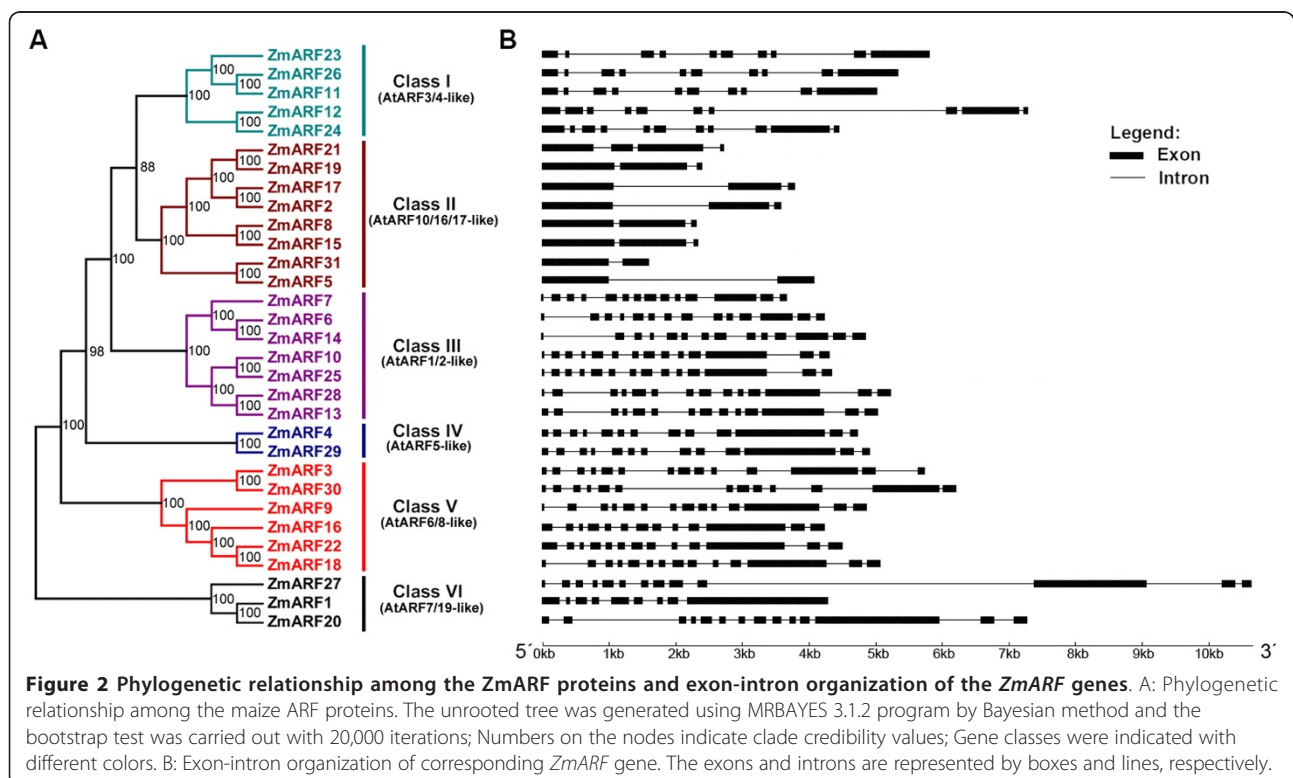 A
B
ZmARF23
ZmARF26
ZmARF11
ZmARF12
ZmARF24
ZmARF21
ZmARF19
ZmARF17
ZmARF2
ZmARF8
ZmARF15
ZmARF31
ZmARF5
ZmARF7
ZmARF6
ZmARF14
ZmARF10
ZmARF25
ZmARF28
ZmARF13
ZmARF4
ZmARF29
ZmARF3
ZmARF30
ZmARF9
ZmARF16
ZmARF22
ZmARF18
ZmARF27
ZmARF1
ZmARF20
100
100
100
100
88
100
100
100
100
100
100
100
100
100
100
100
100
100
100
98
100
100
100
100
100
100
100
100
100
Class I
(AtARF3/4-like)
Class II
(AtARF10/16/17-like)
Class III
(AtARF1/2-like)
Class IV
(AtARF5-like)
Class V
(AtARF6/8-like)
Class VI
(AtARF7/19-like)
Legend:
Exon
Intron
5´ 0kb 1kb 2kb 3kb 4kb 5kb 6kb 7kb 8kb 9kb 10kb 3´
Figure 2 Phylogenetic relationship among the ZmARF proteins and exon-intron organization of the ZmARF genes. A: Phylogenetic
relationship among the maize ARF proteins. The unrooted tree was generated using MRBAYES 3.1.2 program by Bayesian method and the
bootstrap test was carried out with 20,000 iterations; Numbers on the nodes indicate clade credibility values; Gene classes were indicated with
different colors. B: Exon-intron organization of corresponding ZmARF gene. The exons and introns are represented by boxes and lines, respectively.